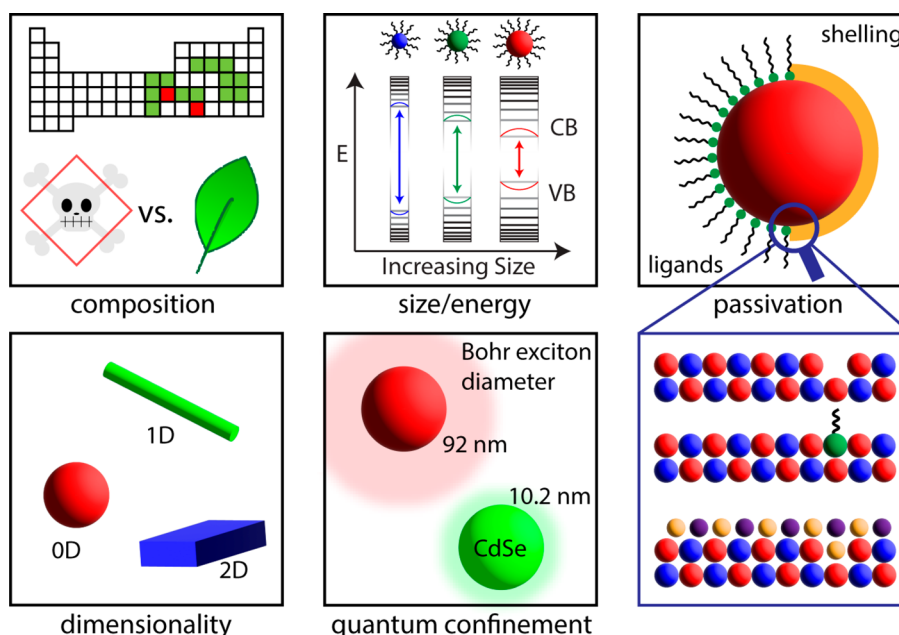 vs.
composition
E
CB
VB
Increasing Size
size/energy
shelling
ligands
passivation
1D
0D
2D
dimensionality
Bohr exciton
diameter
92 nm
10.2 nm
CdSe
quantum confinement